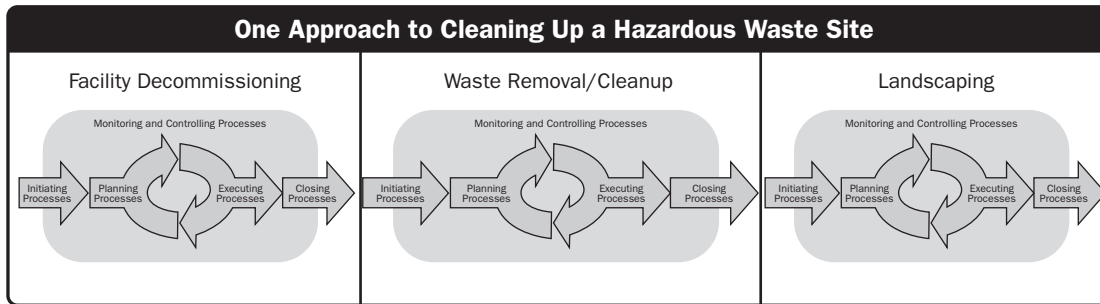 One Approach to Cleaning Up a Hazardous Waste Site
Facility Decommissioning
Monitoring and Controlling Processes
Initiating
Processes
Planning
Processes
Executing
Processes
Closing
Processes
Waste Removal/Cleanup
Monitoring and Controlling Processes
Initiating
Processes
Planning
Processes
Executing
Processes
Closing
Processes
Landscaping
Monitoring and Controlling Processes
Initiating
Processes
Planning
Processes
Executing
Processes
Closing
Processes